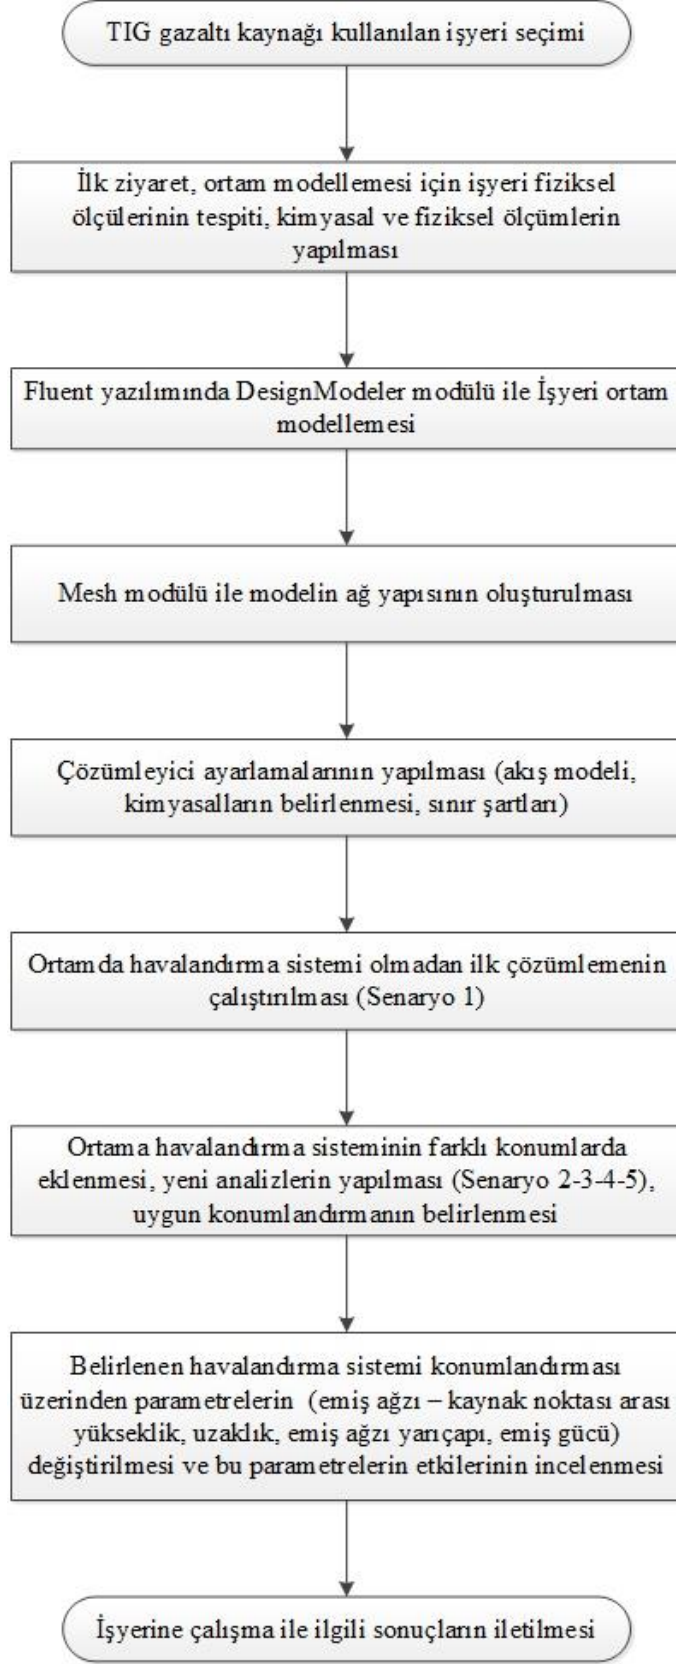 TIG gazaltı kaynağı kullanılan işyeri seçimi
İlk ziyaret, ortam modellemesi için işyeri fiziksel
ölçülerinin tespiti, kimyasal ve fiziksel ölçümlerin
yapılması
Fluent yazılımında DesignModeler modülü ile İşyeri ortam
modellemesi
Mesh modülü ile modelin ağ yapısının oluşturulması
Çözümleyici ayarlamalarının yapılması (akış modeli,
kimyasalların belirlenmesi, sınır şartları)
Ortamda havalandırma sistemi olmadan ilk çözümlemenin
çalıştırılması (Senaryo 1)
Ortama havalandırma sisteminin farklı konumlarda
eklenmesi, yeni analizlerin yapılması (Senaryo 2-3-4-5),
uygun konumlandırmanın belirlenmesi
Belirlenen havalandırma sistemi konumlandırması
üzerinden parametrelerin (emiş ağzı – kaynak noktası arası
yükseklik, uzaklık, emiş ağzı yarıçapı, emiş gücü)
değiştirilmesi ve bu parametrelerin etkilerinin incelenmesi
İşyerine çalışma ile ilgili sonuçların iletilmesi